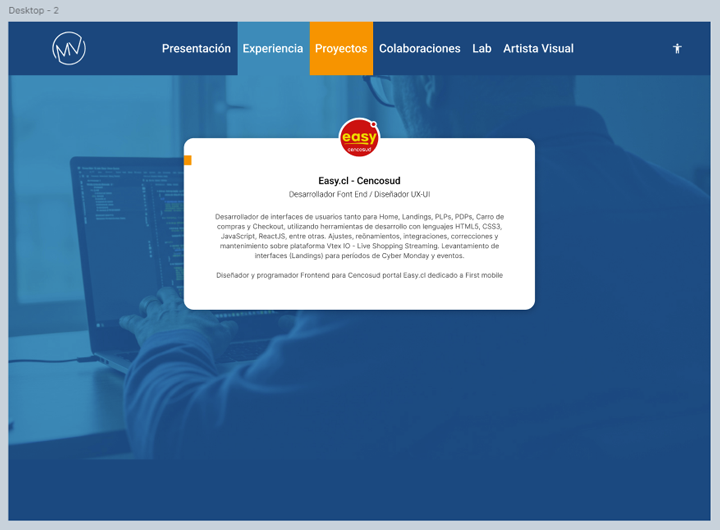 Desktop - 2
MV
Presentación Experiencia Proyectos Colaboraciones Lab Artista Visual
easy
cencosud
Easy.cl - Cencosud
Desarrollador Font End / Diseñador UX-UI
Desarrollador de interfaces de usuarios tanto para Home, Landings, PLPs, PDPs, Carro de
compras y Checkout, utilizando herramientas de desarrollo con lenguajes HTML5, CSS3,
JavaScript, ReactJS, entre otras. Ajustes, reónamientos, integraciones, correcciones y
mantenimiento sobre plataforma Vtex IO - Live Shopping Streaming. Levantamiento de
interfaces (Landings) para períodos de Cyber Monday y eventos.
Diseñador y programador Frontend para Cencosud portal Easy.cl dedicado a First mobile